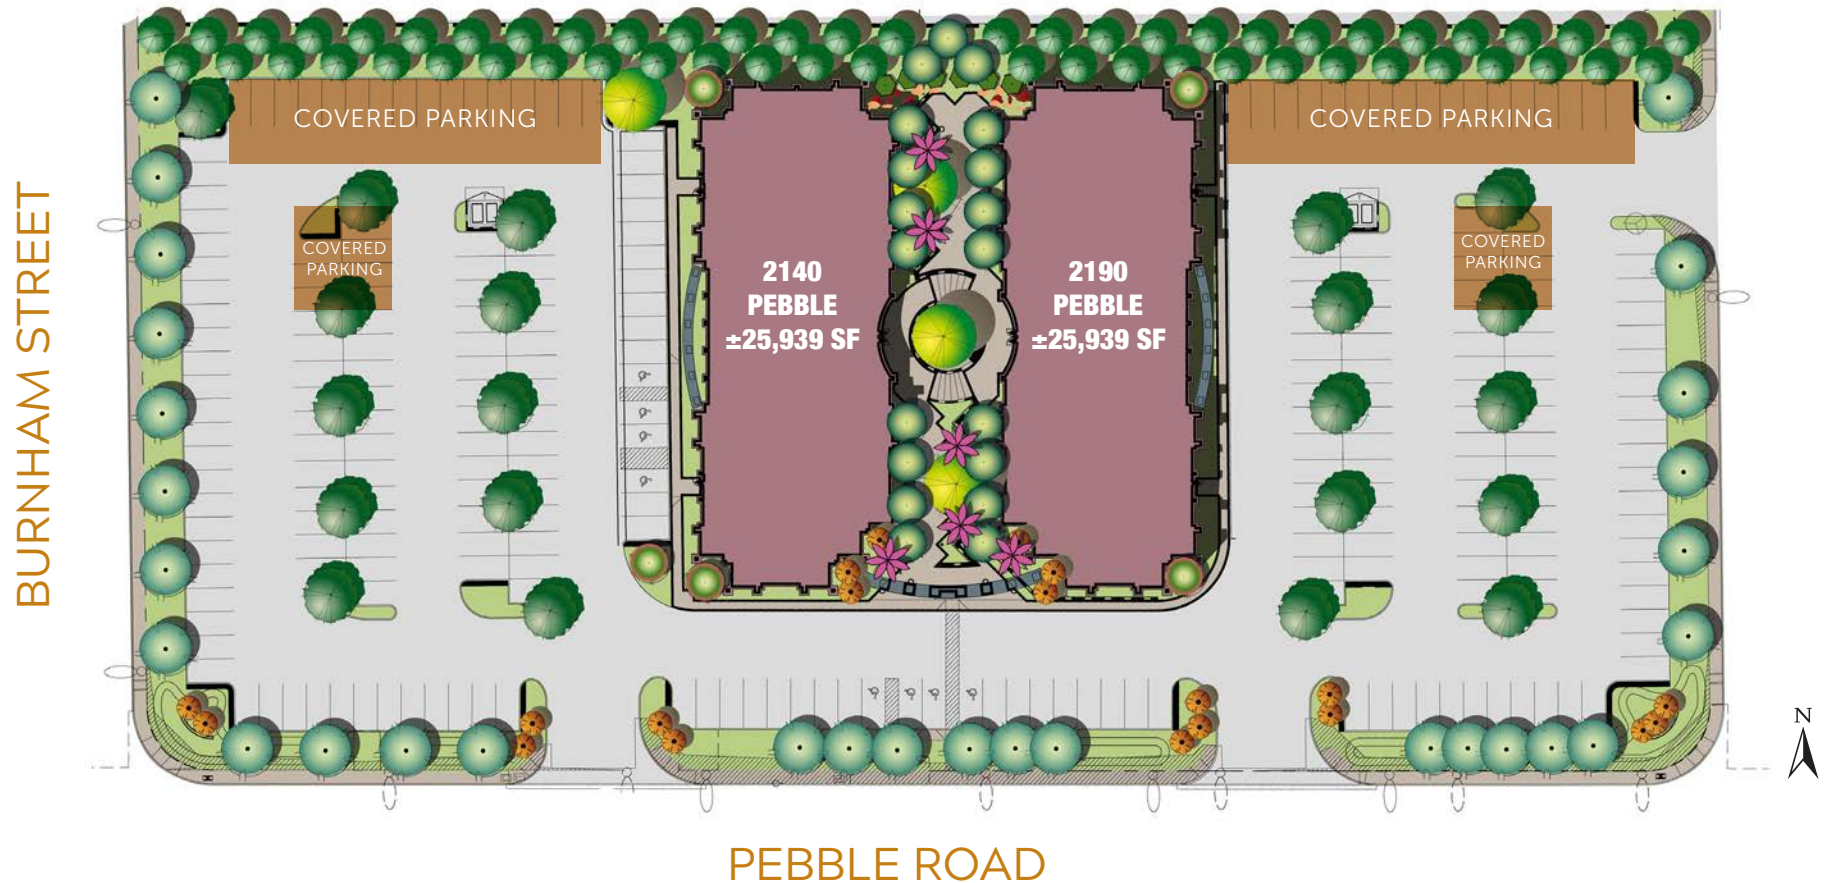 COVERED PARKING
COVERED PARKING
COVERED
PARKING
COVERED
PARKING
2140
PEBBLE
±25,939 SF
2190
PEBBLE
±25,939 SF
BURNHAM STREET
N
PEBBLE ROAD